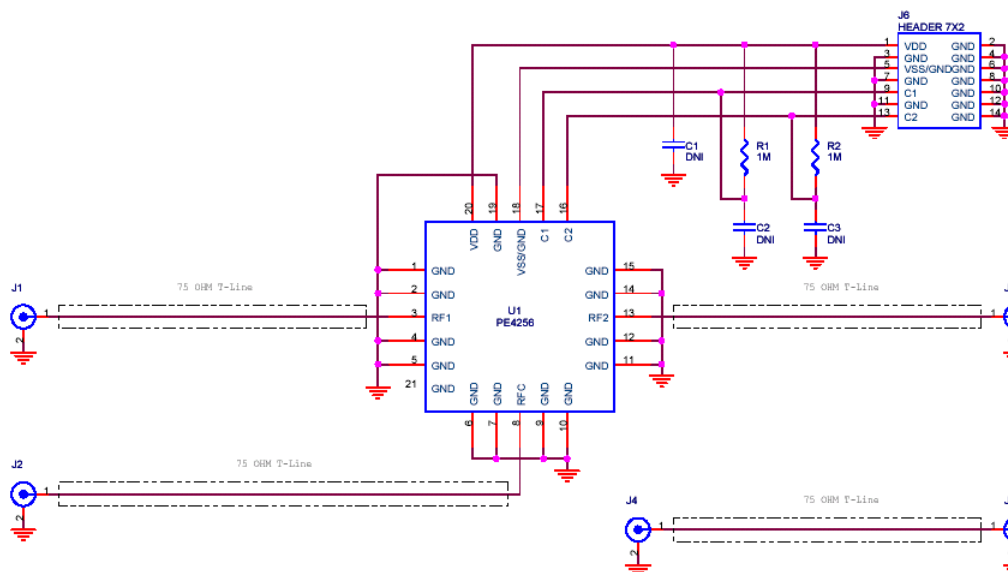 J6
HEADER 7X2
1 VDD GND 2
3 GND GND 4
5 VSS/GND GND 6
7 GND GND 8
9 C1 GND 10
11 GND GND 12
13 C2 GND 14
C1
DNI
R1
1M
R2
1M
C2
DNI
C3
DNI
20 19 18 17 16
VDD GND VSS/GND C1 C2
1 GND
2 GND
3 RF1
4 GND
5 GND
21 GND
U1
PE4256
GND 15
GND 14
RF2 13
GND 12
GND 11
GND GND RFC GND GND
6 7 8 9 10
J1
1
2
75 OHM T-Line
75 OHM T-Line
J
1
J2
1
2
75 OHM T-Line
J4
1
2
75 OHM T-Line
J
1